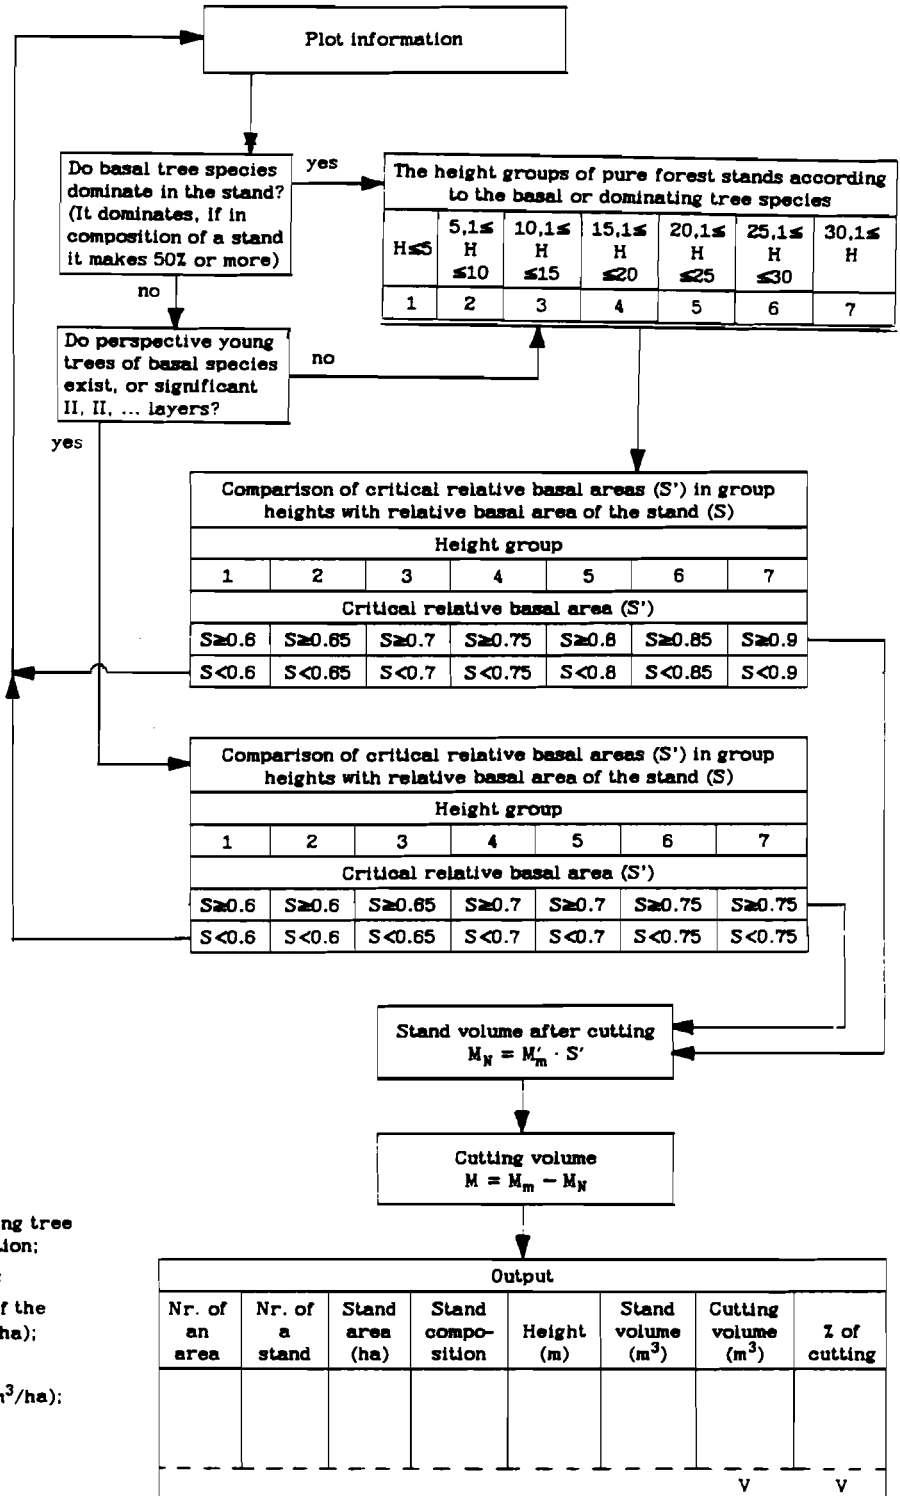 Plot information
Do basal tree species
dominate in the stand?
(It dominates, if in
composition of a stand
it makes 50% or more)
yes
no
The height groups of pure forest stands according
to the basal or dominating tree species
H≤5 | 5,1≤ H ≤10 | 10,1≤ H ≤15 | 15,1≤ H ≤20 | 20,1≤ H ≤25 | 25,1≤ H ≤30 | 30,1≤ H
1 2 3 4 5 6 7
Do perspective young
trees of basal species
exist, or significant
II, II, ... layers?
no
yes
Comparison of critical relative basal areas (S') in group
heights with relative basal area of the stand (S)
Height group
1 2 3 4 5 6 7
Critical relative basal area (S')
S≥0.6 S≥0.65 S≥0.7 S≥0.75 S≥0.8 S≥0.85 S≥0.9
S<0.6 S<0.65 S<0.7 S<0.75 S<0.8 S<0.85 S<0.9
Comparison of critical relative basal areas (S') in group
heights with relative basal area of the stand (S)
Height group
1 2 3 4 5 6 7
Critical relative basal area (S')
S≥0.6 S≥0.6 S≥0.65 S≥0.7 S≥0.7 S≥0.75 S≥0.75
S<0.6 S<0.6 S<0.65 S<0.7 S<0.7 S<0.75 S<0.75
Stand volume after cutting
M_N = M'_m · S'
Cutting volume
M = M_m − M_N
ng tree
tion;
;
f the
ha);
n³/ha);
Output
Nr. of an area | Nr. of a stand | Stand area (ha) | Stand compo- sition | Height (m) | Stand volume (m³) | Cutting volume (m³) | % of cutting
V V